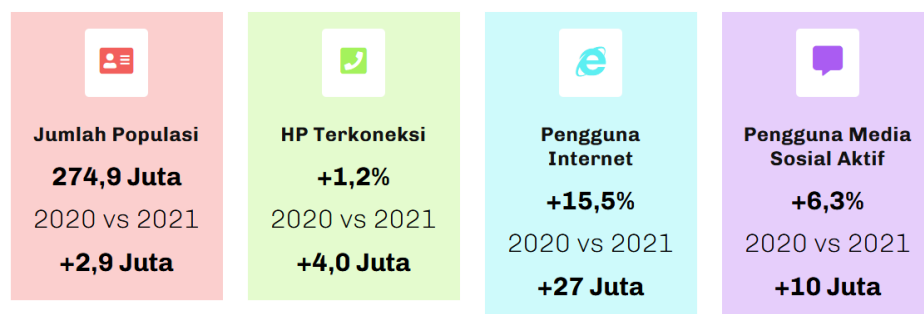 Jumlah Populasi
274,9 Juta
2020 vs 2021
+2,9 Juta
HP Terkoneksi
+1,2%
2020 vs 2021
+4,0 Juta
Pengguna
Internet
+15,5%
2020 vs 2021
+27 Juta
Pengguna Media
Sosial Aktif
+6,3%
2020 vs 2021
+10 Juta